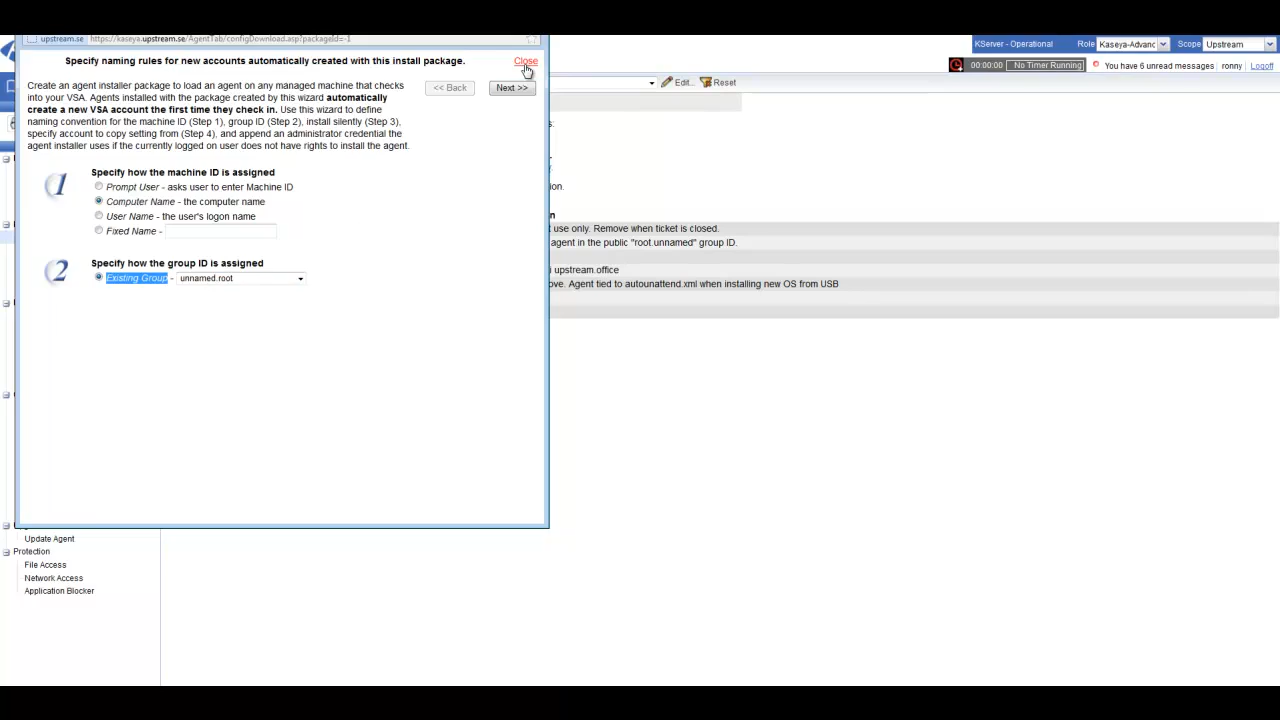 upstream.se https://kaseya.upstream.se/AgentTab/configDownload.asp?packageId=-1
KServer - Operational Role Kaseya-Advanc Scope Upstream
Specify naming rules for new accounts automatically created with this install package. Close
00:00:00 No Timer Running You have 6 unread messages ronny Logoff
Edit... Reset
Create an agent installer package to load an agent on any managed machine that checks
into your VSA. Agents installed with the package created by this wizard automatically
create a new VSA account the first time they check in. Use this wizard to define
naming convention for the machine ID (Step 1), group ID (Step 2), install silently (Step 3),
specify account to copy setting from (Step 4), and append an administrator credential the
agent installer uses if the currently logged on user does not have rights to install the agent.
<< Back Next >>
1
Specify how the machine ID is assigned
Prompt User - asks user to enter Machine ID
Computer Name - the computer name
User Name - the user's logon name
Fixed Name -
2
Specify how the group ID is assigned
Existing Group - unnamed.root
s:
ion.
n
t use only. Remove when ticket is closed.
agent in the public "root.unnamed" group ID.
upstream.office
ove. Agent tied to autounattend.xml when installing new OS from USB
Update Agent
Protection
File Access
Network Access
Application Blocker